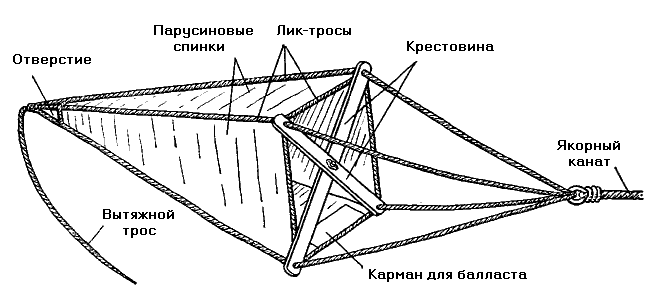 Парусиновые
спинки
Лик-тросы
Крестовина
Отверстие
Якорный
канат
Вытяжной
трос
Карман для балласта